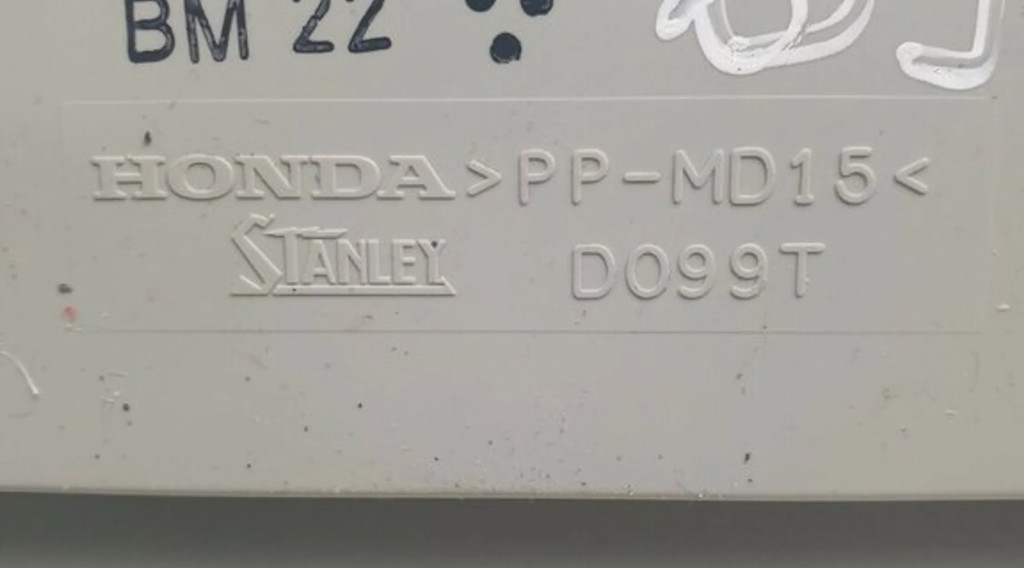 BM 22
HONDA >PP-MD15<
STANLEY D099T